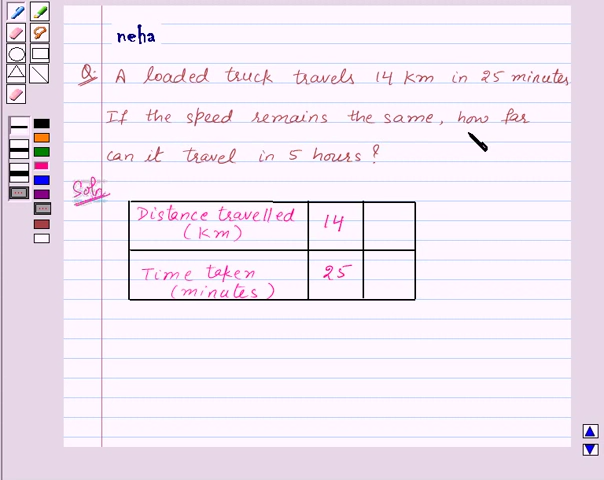 neha
Q. A loaded truck travels 14 km in 25 minutes
If the speed remains the same, how far
can it travel in 5 hours?
Soln
Distance travelled 14
(Km)
Time taken 25
(minutes)